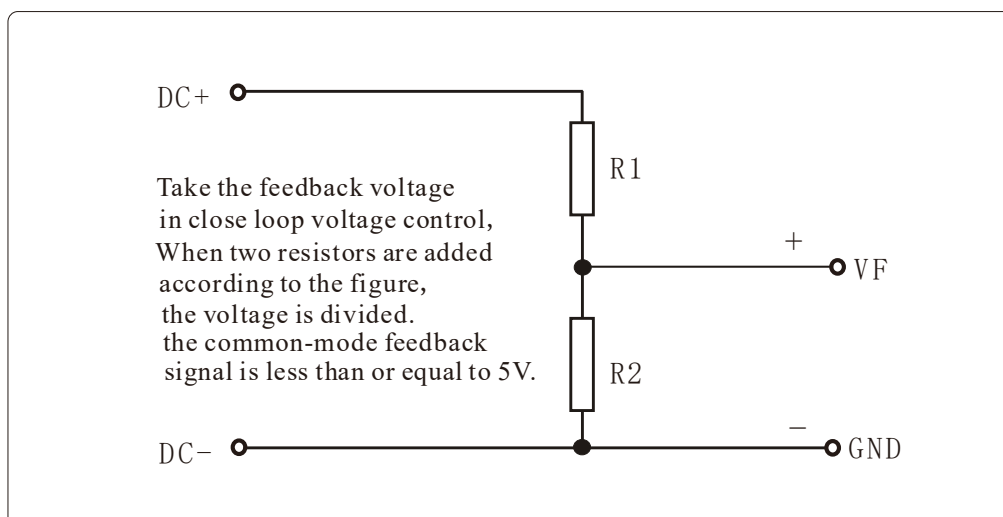 DC+
R1
Take the feedback voltage
in close loop voltage control,
When two resistors are added
according to the figure,
the voltage is divided.
the common-mode feedback
signal is less than or equal to 5V.
+
VF
R2
DC-
-
GND